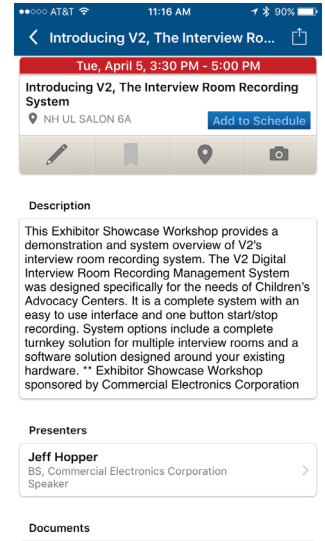 ●●○○○ AT&T 11:16 AM 90%
Introducing V2, The Interview Ro...
Tue, April 5, 3:30 PM - 5:00 PM
Introducing V2, The Interview Room Recording
System
NH UL SALON 6A
Add to Schedule
Description
This Exhibitor Showcase Workshop provides a
demonstration and system overview of V2's
interview room recording system. The V2 Digital
Interview Room Recording Management System
was designed specifically for the needs of Children's
Advocacy Centers. It is a complete system with an
easy to use interface and one button start/stop
recording. System options include a complete
turnkey solution for multiple interview rooms and a
software solution designed around your existing
hardware. ** Exhibitor Showcase Workshop
sponsored by Commercial Electronics Corporation
Presenters
Jeff Hopper
BS, Commercial Electronics Corporation
Speaker
Documents